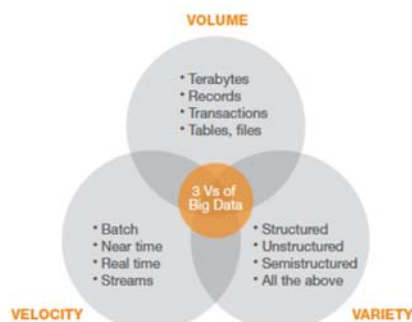 VOLUME
• Terabytes
• Records
• Transactions
• Tables, files
3 Vs of
Big Data
• Batch
• Near time
• Real time
• Streams
• Structured
• Unstructured
• Semistructured
• All the above
VELOCITY
VARIETY